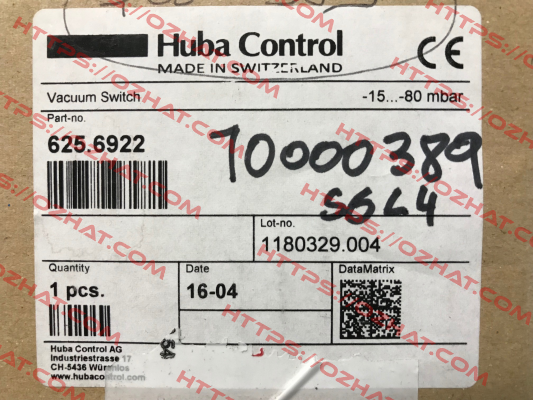 Huba Control
MADE IN SWITZERLAND
CE
Vacuum Switch -15...-80 mbar
Part-no.
625.6922
10000389
SGL4
Lot-no.
1180329.004
Quantity Date DataMatrix
1 pcs. 16-04
Huba Control AG
Industriestrasse 17
CH-5436 Würenlos
www.hubacontrol.com
HTTPS://OZHAT.COM